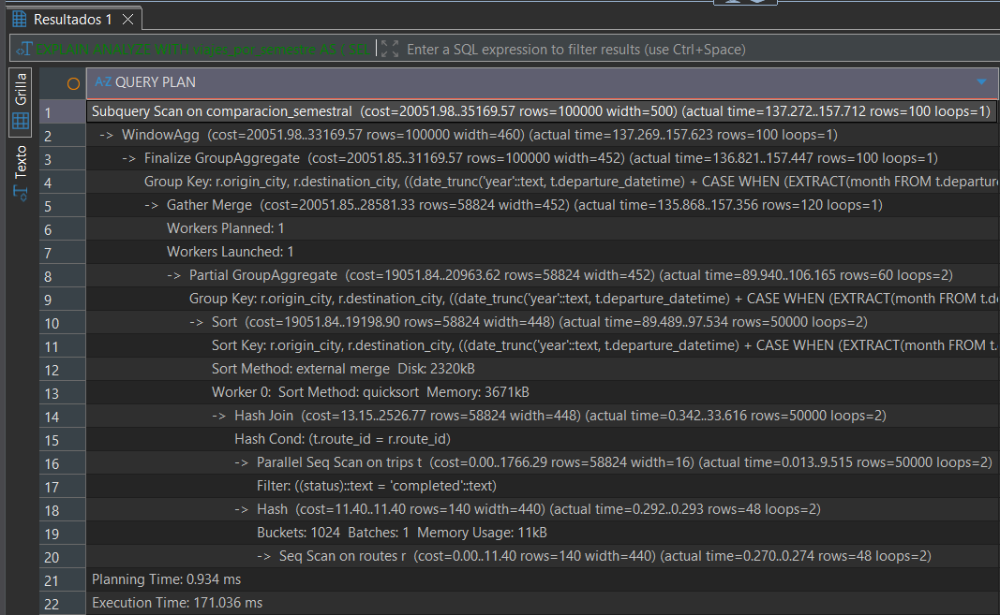 Resultados 1
EXPLAIN ANALYZE WITH viajes_por_semestre AS ( SEL
Enter a SQL expression to filter results (use Ctrl+Space)
Grilla
Texto
A-Z QUERY PLAN
1 Subquery Scan on comparacion_semestral (cost=20051.98..35169.57 rows=100000 width=500) (actual time=137.272..157.712 rows=100 loops=1)
2 -> WindowAgg (cost=20051.98..33169.57 rows=100000 width=460) (actual time=137.269..157.623 rows=100 loops=1)
3 -> Finalize GroupAggregate (cost=20051.85..31169.57 rows=100000 width=452) (actual time=136.821..157.447 rows=100 loops=1)
4 Group Key: r.origin_city, r.destination_city, ((date_trunc('year'::text, t.departure_datetime) + CASE WHEN (EXTRACT(month FROM t.departure
5 -> Gather Merge (cost=20051.85..28581.33 rows=58824 width=452) (actual time=135.868..157.356 rows=120 loops=1)
6 Workers Planned: 1
7 Workers Launched: 1
8 -> Partial GroupAggregate (cost=19051.84..20963.62 rows=58824 width=452) (actual time=89.940..106.165 rows=60 loops=2)
9 Group Key: r.origin_city, r.destination_city, ((date_trunc('year'::text, t.departure_datetime) + CASE WHEN (EXTRACT(month FROM t.d
10 -> Sort (cost=19051.84..19198.90 rows=58824 width=448) (actual time=89.489..97.534 rows=50000 loops=2)
11 Sort Key: r.origin_city, r.destination_city, ((date_trunc('year'::text, t.departure_datetime) + CASE WHEN (EXTRACT(month FROM t.
12 Sort Method: external merge Disk: 2320kB
13 Worker 0: Sort Method: quicksort Memory: 3671kB
14 -> Hash Join (cost=13.15..2526.77 rows=58824 width=448) (actual time=0.342..33.616 rows=50000 loops=2)
15 Hash Cond: (t.route_id = r.route_id)
16 -> Parallel Seq Scan on trips t (cost=0.00..1766.29 rows=58824 width=16) (actual time=0.013..9.515 rows=50000 loops=2)
17 Filter: ((status)::text = 'completed'::text)
18 -> Hash (cost=11.40..11.40 rows=140 width=440) (actual time=0.292..0.293 rows=48 loops=2)
19 Buckets: 1024 Batches: 1 Memory Usage: 11kB
20 -> Seq Scan on routes r (cost=0.00..11.40 rows=140 width=440) (actual time=0.270..0.274 rows=48 loops=2)
21 Planning Time: 0.934 ms
22 Execution Time: 171.036 ms